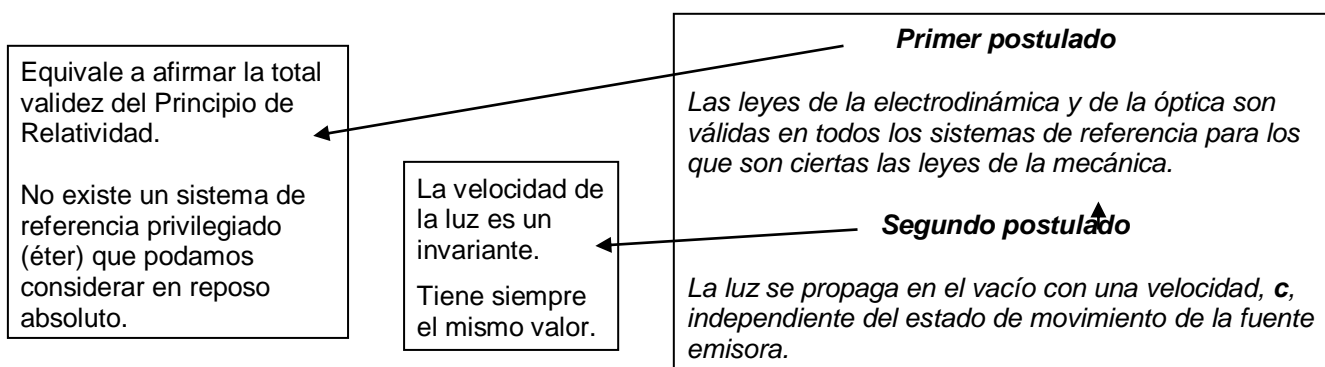 Equivale a afirmar la total
validez del Principio de
Relatividad.
No existe un sistema de
referencia privilegiado
(éter) que podamos
considerar en reposo
absoluto.
La velocidad de
la luz es un
invariante.
Tiene siempre
el mismo valor.
Primer postulado
Las leyes de la electrodinámica y de la óptica son
válidas en todos los sistemas de referencia para los
que son ciertas las leyes de la mecánica.
Segundo postulado
La luz se propaga en el vacío con una velocidad, c,
independiente del estado de movimiento de la fuente
emisora.